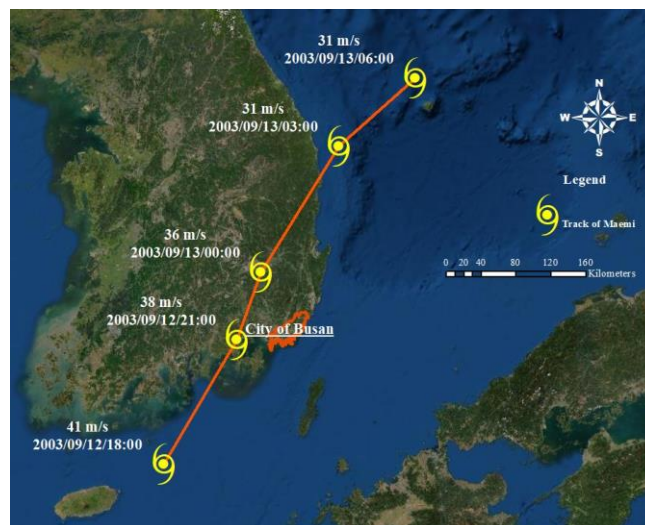 31 m/s
2003/09/13/06:00
31 m/s
2003/09/13/03:00
N
W E
S
Legend
Track of Maemi
36 m/s
2003/09/13/00:00
0 10 20 40 80 120 160
Kilometers
38 m/s
2003/09/12/21:00
City of Busan
41 m/s
2003/09/12/18:00